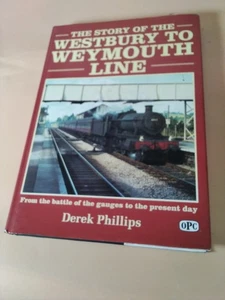 THE STORY OF THE
WESTBURY TO
WEYMOUTH
LINE
From the battle of the gauges to the present day
Derek Phillips
OPC